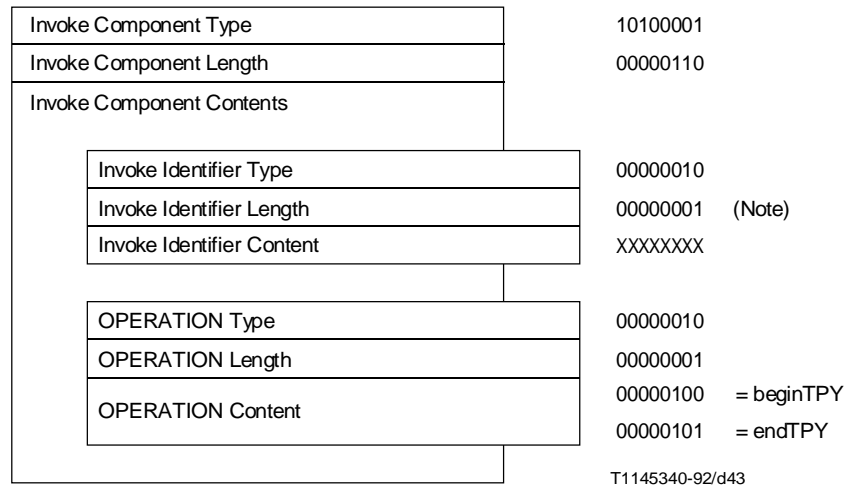 Invoke Component Type 10100001
Invoke Component Length 00000110
Invoke Component Contents
Invoke Identifier Type 00000010
Invoke Identifier Length 00000001 (Note)
Invoke Identifier Content XXXXXXXX
OPERATION Type 00000010
OPERATION Length 00000001
00000100 = beginTPY
OPERATION Content
00000101 = endTPY
T1145340-92/d43